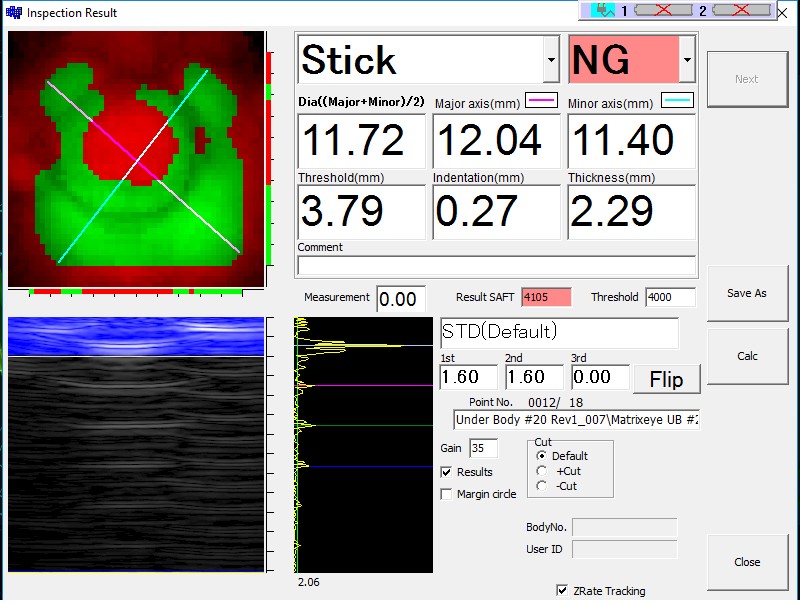 Inspection Result
1 2
Stick NG
Next
Dia((Major+Minor)/2) Major axis(mm) Minor axis(mm)
11.72 12.04 11.40
Threshold(mm) Indentation(mm) Thickness(mm)
3.79 0.27 2.29
Comment
Measurement 0.00 Result SAFT 4105 Threshold 4000
Save As
STD(Default)
1st 2nd 3rd
1.60 1.60 0.00 Flip
Calc
Point No. 0012/ 18
Under Body #20 Rev1_007\Matrixeye UB #2
Gain 35
Cut
Default
+Cut
-Cut
Results
Margin circle
BodyNo.
User ID
Close
2.06
ZRate Tracking